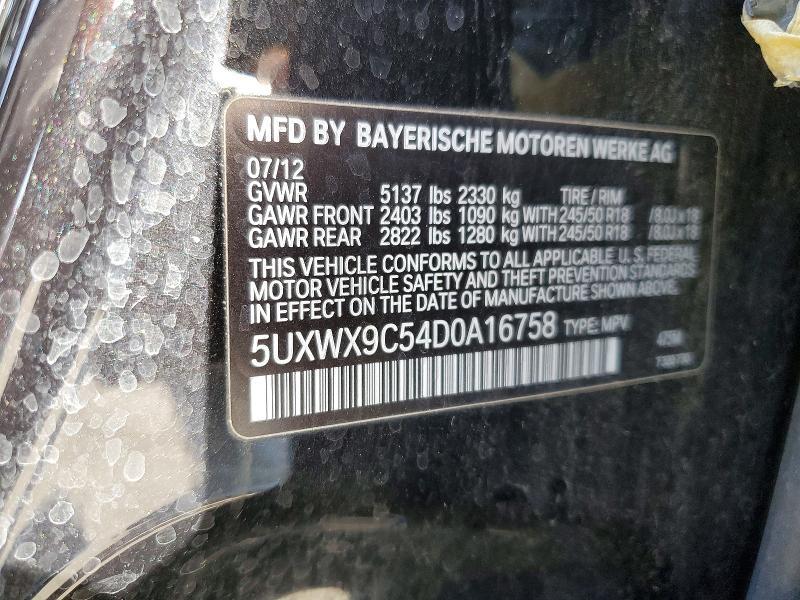 MFD BY BAYERISCHE MOTOREN WERKE AG
07/12
GVWR 5137 lbs 2330 kg TIRE / RIM
GAWR FRONT 2403 lbs 1090 kg WITH 245/50 R18 / 8.0J x 18
GAWR REAR 2822 lbs 1280 kg WITH 245/50 R18 / 8.0J x 18
THIS VEHICLE CONFORMS TO ALL APPLICABLE U. S. FEDERAL
MOTOR VEHICLE SAFETY AND THEFT PREVENTION STANDARDS
IN EFFECT ON THE DATE OF MANUFACTURE SHOWN ABOVE.
5UXWX9C54D0A16758 TYPE: MPV